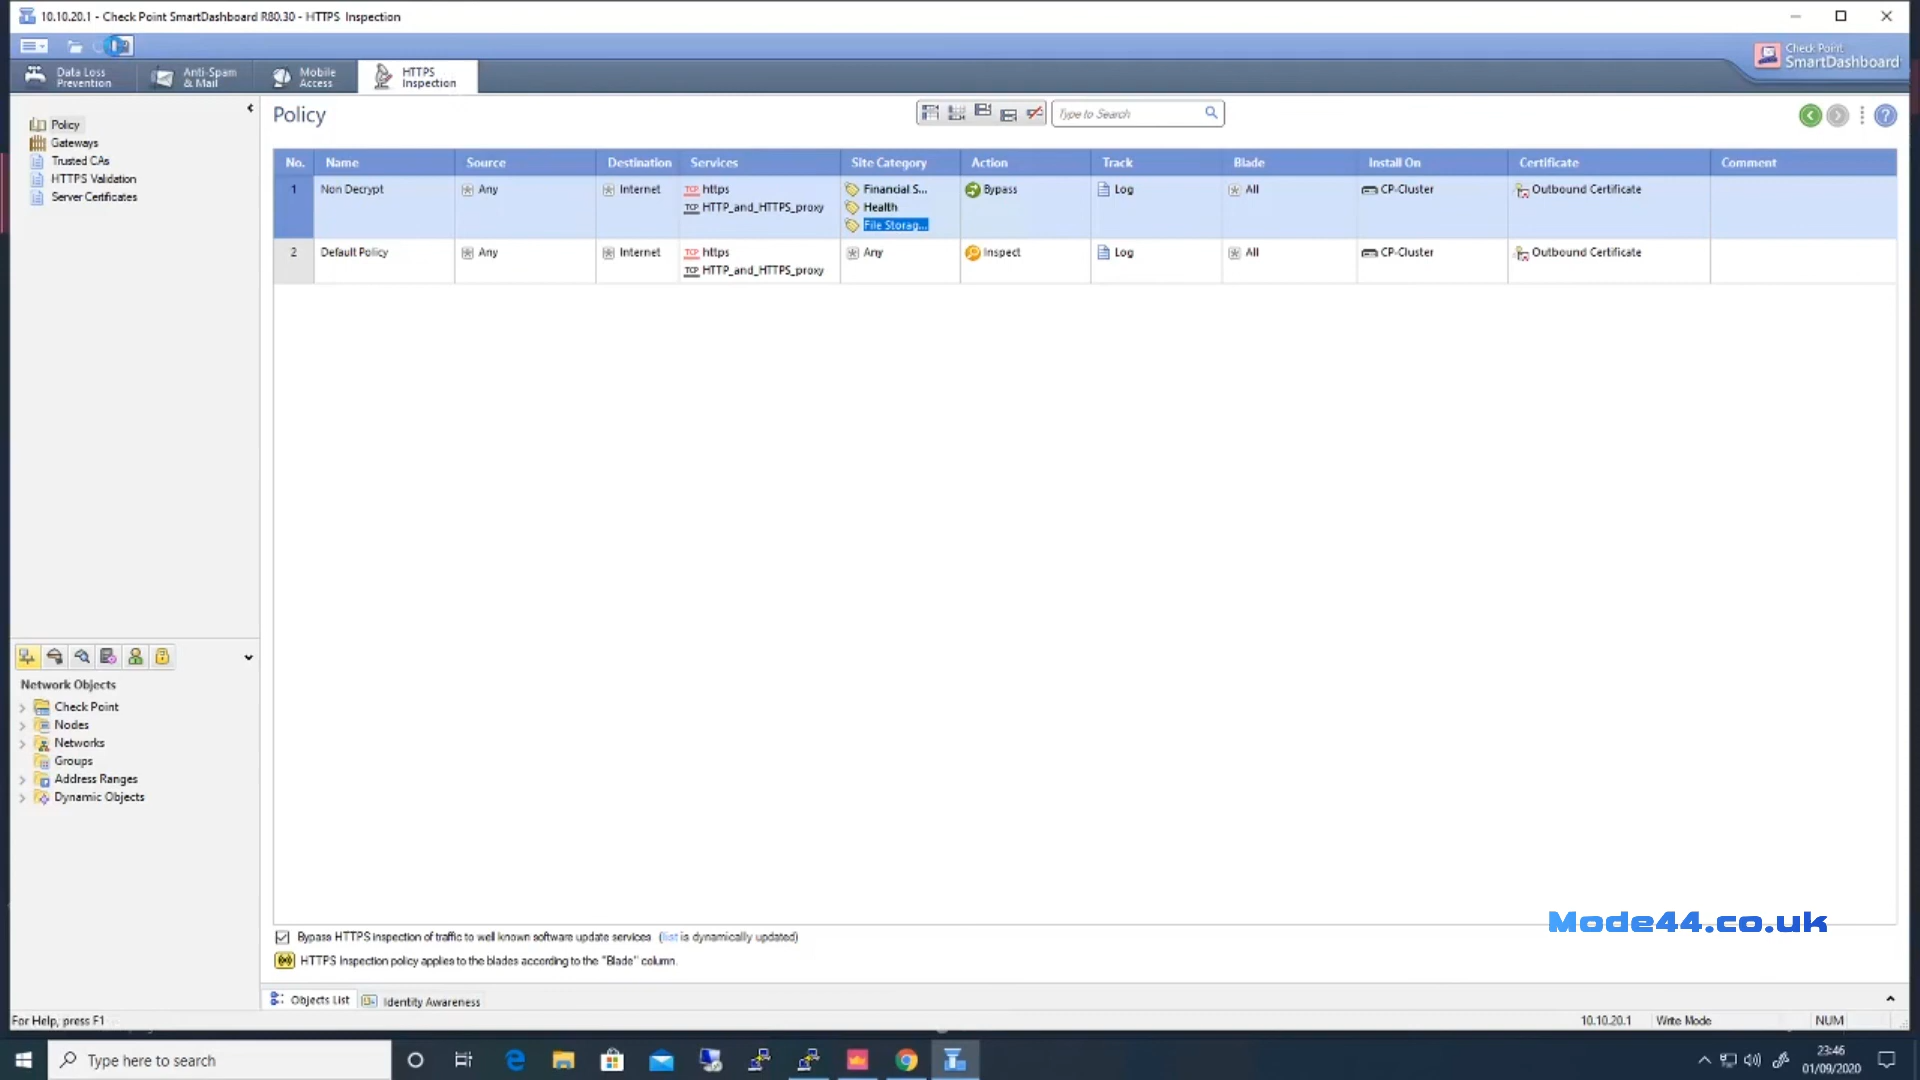 10.10.20.1 - Check Point SmartDashboard R80.30 - HTTPS Inspection
Check Point
SmartDashboard
Data Loss
Prevention
Anti-Spam
& Mail
Mobile
Access
HTTPS
Inspection
Policy
Gateways
Trusted CAs
HTTPS Validation
Server Certificates
Policy
Type to Search
No. Name Source Destination Services Site Category Action Track Blade Install On Certificate Comment
1 Non Decrypt Any Internet TCP https Financial S... Bypass Log All CP-Cluster Outbound Certificate
TCP HTTP_and_HTTPS_proxy Health
File Storag...
2 Default Policy Any Internet TCP https Any Inspect Log All CP-Cluster Outbound Certificate
TCP HTTP_and_HTTPS_proxy
Network Objects
Check Point
Nodes
Networks
Groups
Address Ranges
Dynamic Objects
Mode44.co.uk
Bypass HTTPS inspection of traffic to well known software update services (list is dynamically updated)
HTTPS Inspection policy applies to the blades according to the "Blade" column.
Objects List Identity Awareness
For Help, press F1 10.10.20.1 Write Mode NUM
Type here to search
23:46
01/09/2020